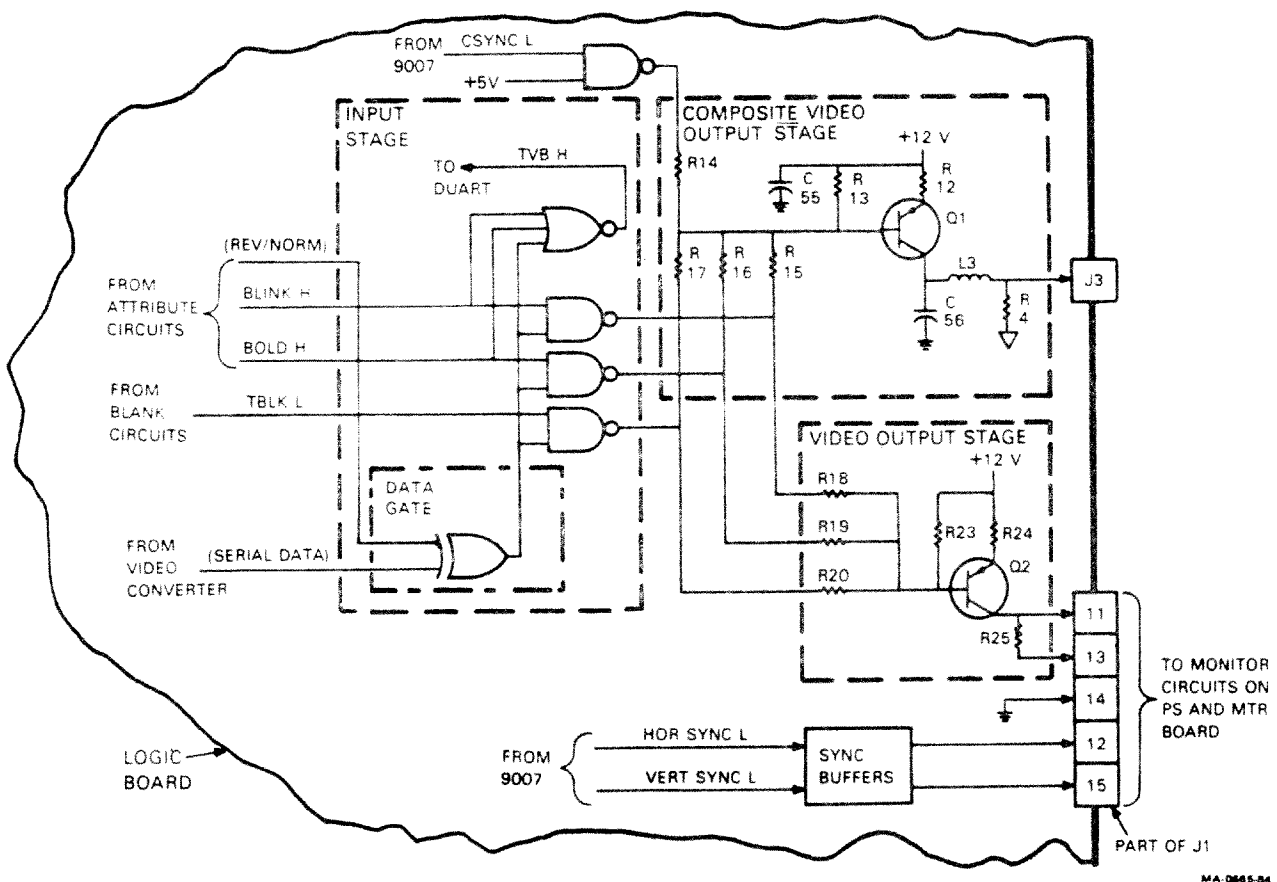 FROM
9007
CSYNC L
+5V
INPUT
STAGE
COMPOSITE VIDEO
OUTPUT STAGE
+12 V
TVB H
TO
DUART
R14
C
55
R
13
R
12
Q1
(REV/NORM)
R
17
R
16
R
15
L3
J3
FROM
ATTRIBUTE
CIRCUITS
BLINK H
C
56
R
4
BOLD H
FROM
BLANK
CIRCUITS
TBLK L
VIDEO OUTPUT STAGE
+12 V
DATA
GATE
R18
R19
R20
R23
R24
Q2
FROM
VIDEO
CONVERTER
(SERIAL DATA)
R25
11
13
14
12
15
TO MONITOR
CIRCUITS ON
PS AND MTR
BOARD
LOGIC
BOARD
FROM
9007
HOR SYNC L
VERT SYNC L
SYNC
BUFFERS
PART OF J1
MA-0665-84